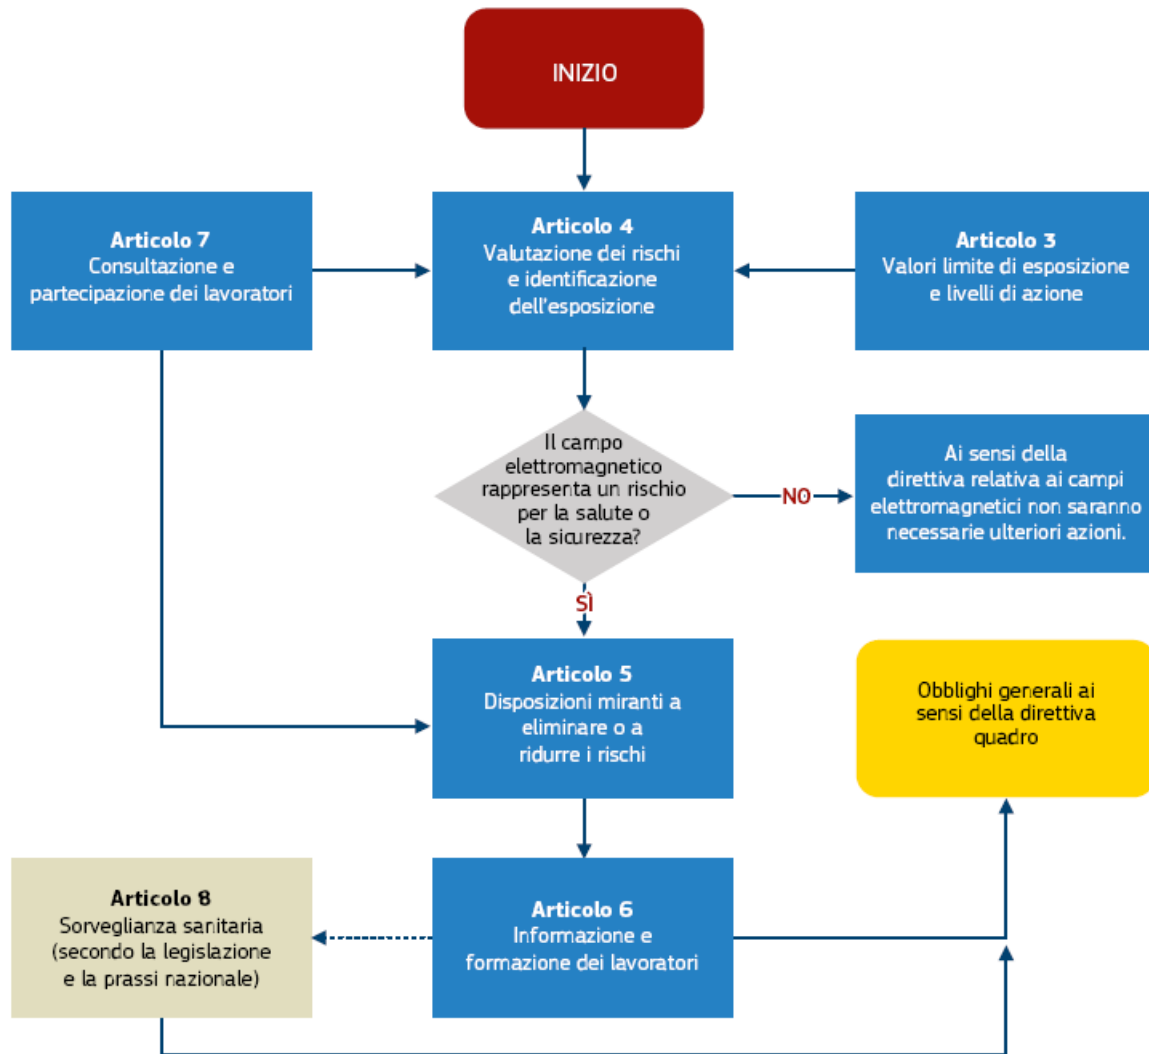 INIZIO
Articolo 7
Consultazione e
partecipazione dei lavoratori
Articolo 4
Valutazione dei rischi
e identificazione
dell'esposizione
Articolo 3
Valori limite di esposizione
e livelli di azione
Il campo
elettromagnetico
rappresenta un rischio
per la salute o
la sicurezza?
NO
Ai sensi della
direttiva relativa ai campi
elettromagnetici non saranno
necessarie ulteriori azioni.
SÌ
Articolo 5
Disposizioni miranti a
eliminare o a
ridurre i rischi
Obblighi generali ai
sensi della direttiva
quadro
Articolo 8
Sorveglianza sanitaria
(secondo la legislazione
e la prassi nazionale)
Articolo 6
Informazione e
formazione dei lavoratori